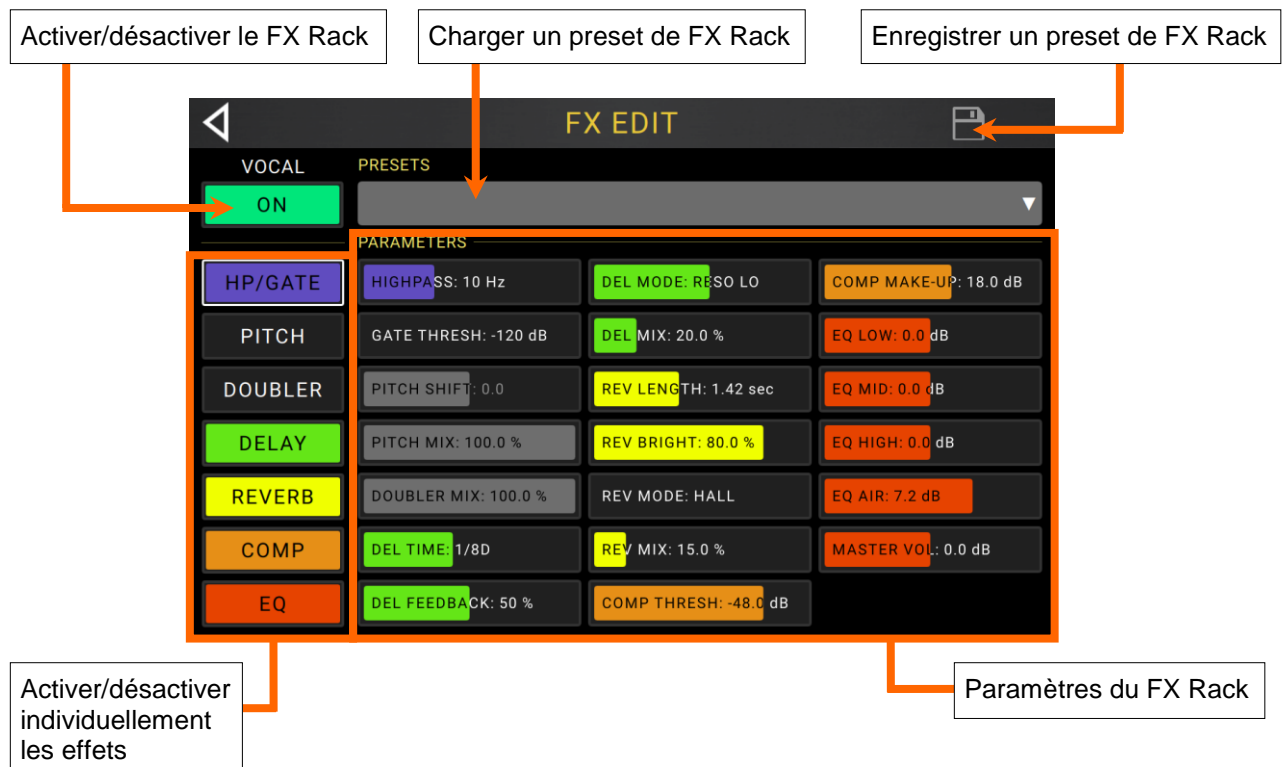 Activer/désactiver le FX Rack
Charger un preset de FX Rack
Enregistrer un preset de FX Rack
FX EDIT
VOCAL
PRESETS
ON
PARAMETERS
HP/GATE
HIGHPASS: 10 Hz
DEL MODE: RESO LO
COMP MAKE-UP: 18.0 dB
PITCH
GATE THRESH: -120 dB
DEL MIX: 20.0 %
EQ LOW: 0.0 dB
DOUBLER
PITCH SHIFT: 0.0
REV LENGTH: 1.42 sec
EQ MID: 0.0 dB
DELAY
PITCH MIX: 100.0 %
REV BRIGHT: 80.0 %
EQ HIGH: 0.0 dB
REVERB
DOUBLER MIX: 100.0 %
REV MODE: HALL
EQ AIR: 7.2 dB
COMP
DEL TIME: 1/8D
REV MIX: 15.0 %
MASTER VOL: 0.0 dB
EQ
DEL FEEDBACK: 50 %
COMP THRESH: -48.0 dB
Activer/désactiver
individuellement
les effets
Paramètres du FX Rack